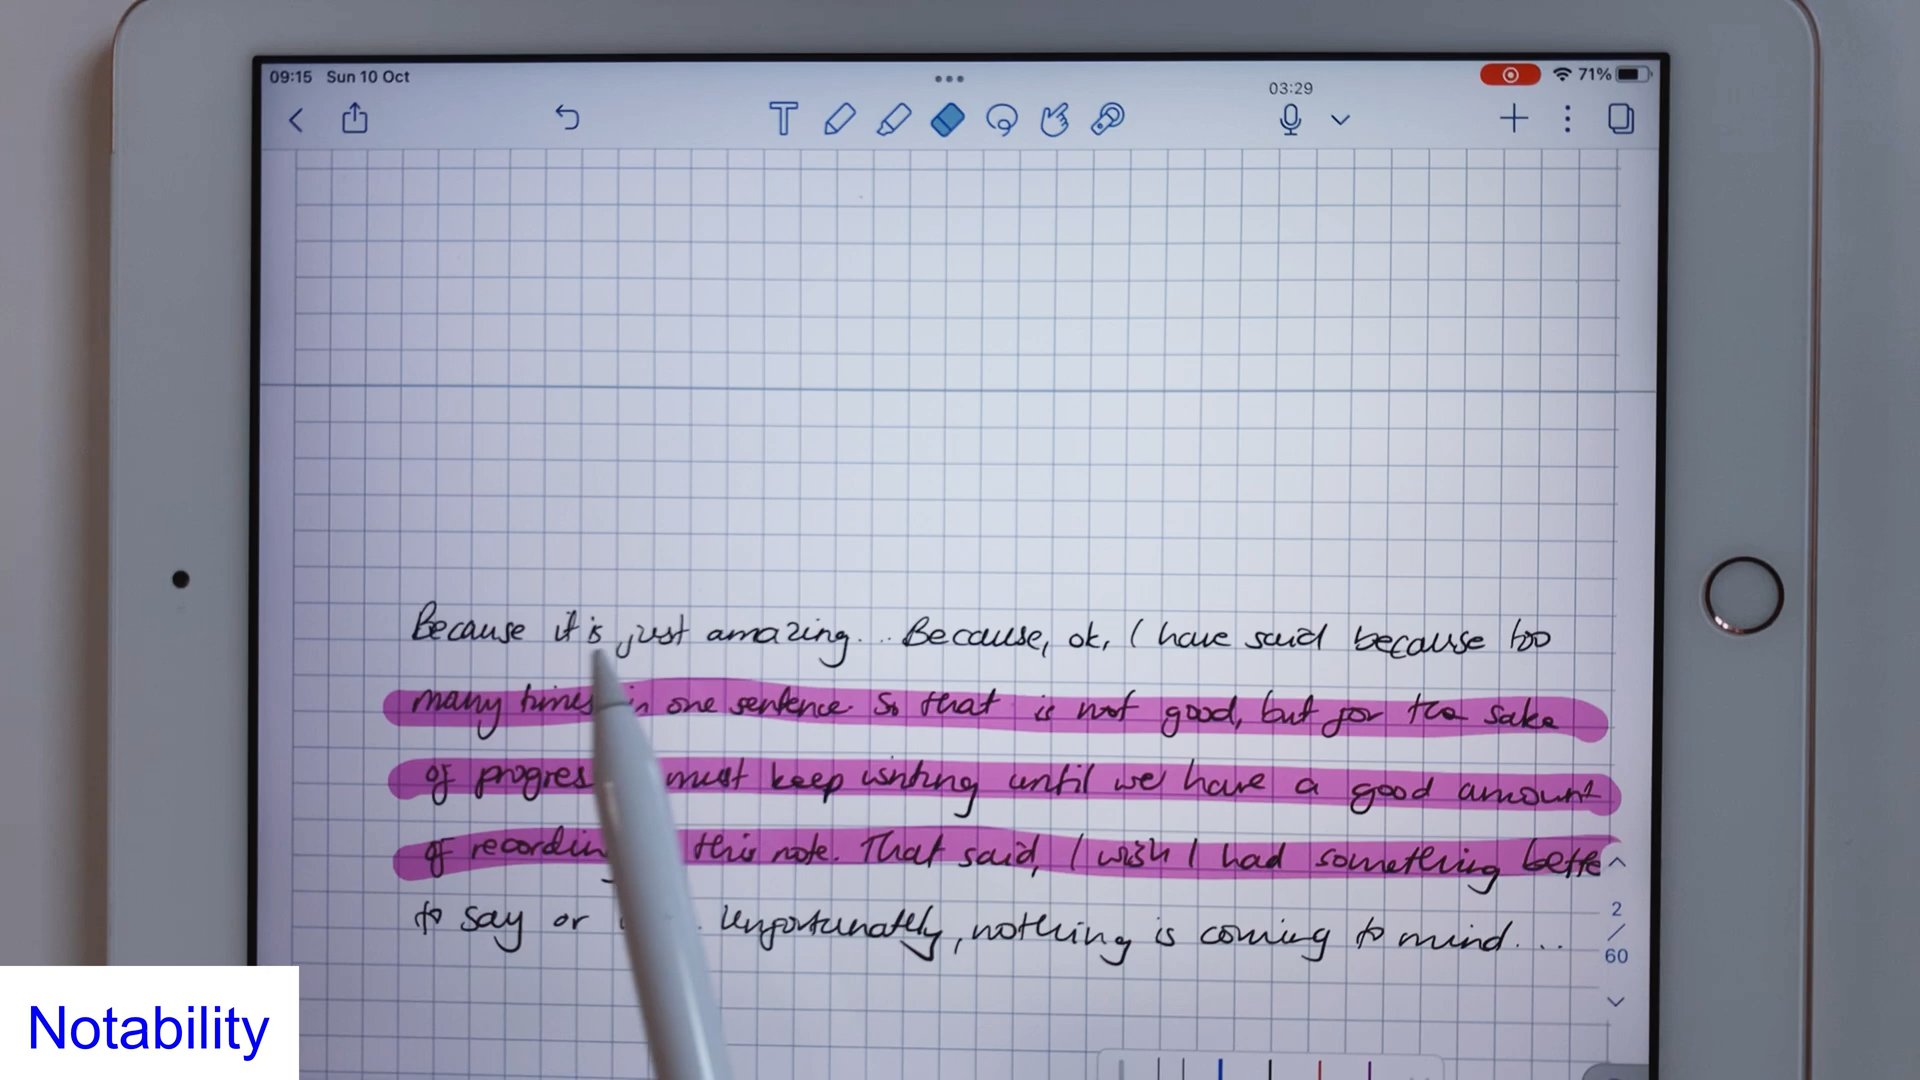 09:15 Sun 10 Oct
71%
03:29
Because it is just amazing... Because, ok, I have said because too
many times in one sentence. So that is not good, but for the sake
of progres must keep writing until we have a good amount
of recordin this note. That said, I wish I had something bette
to say or Unfortunately, nothing is coming to mind...
2
/
60
Notability